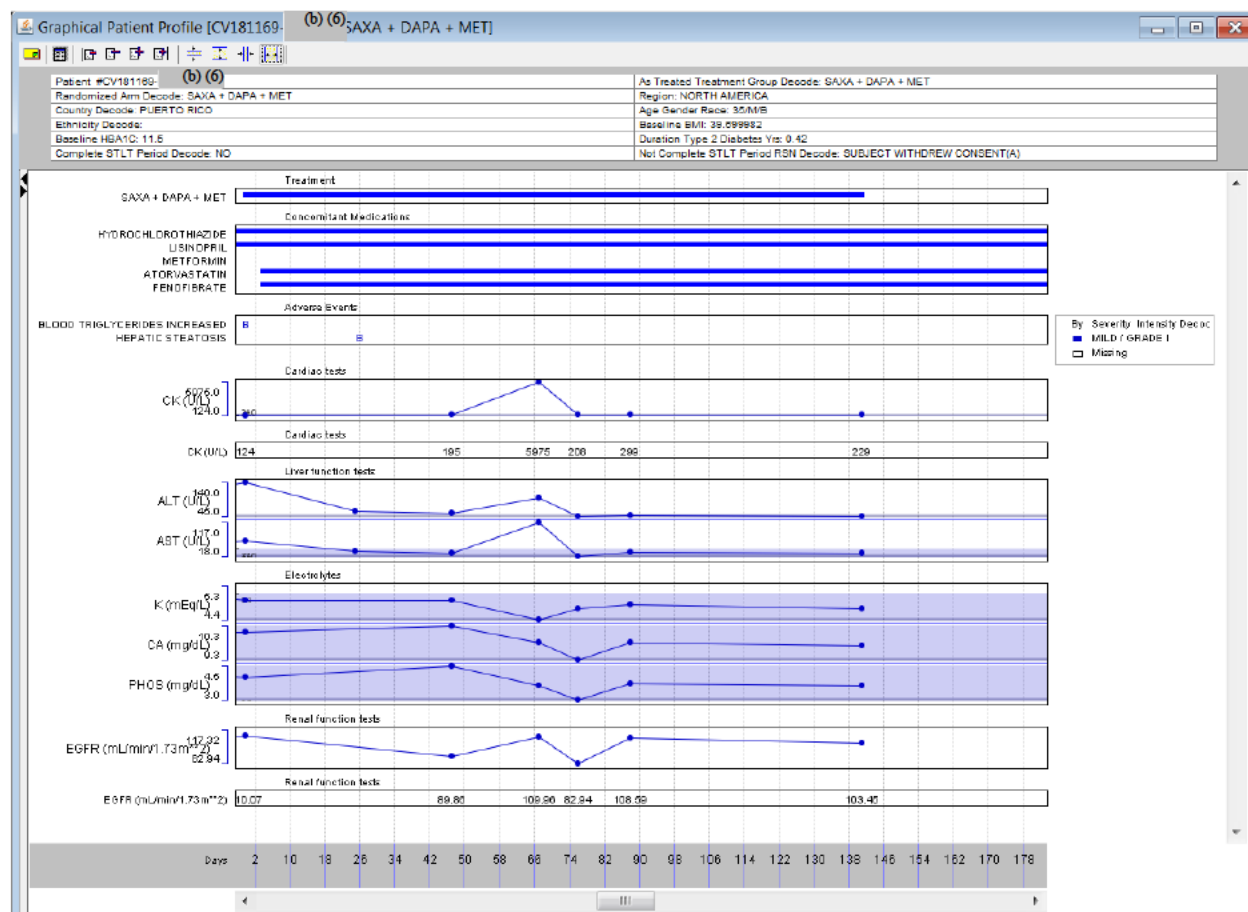 Graphical Patient Profile [CV181169- (b) (6) SAXA + DAPA + MET]
Patient #CV181169- (b) (6) As Treated Treatment Group Decode: SAXA + DAPA + MET
Randomized Arm Decode: SAXA + DAPA + MET Region: NORTH AMERICA
Country Decode: PUERTO RICO Age Gender Race: 35/M/B
Ethnicity Decode: Baseline BMI: 39.699982
Baseline HBA1C: 11.5 Duration Type 2 Diabetes Yrs: 0.42
Complete STLT Period Decode: NO Not Complete STLT Period RSN Decode: SUBJECT WITHDREW CONSENT(A)
Treatment
SAXA + DAPA + MET
Concomitant Medications
HYDROCHLOROTHIAZIDE
LISINOPRIL
METFORMIN
ATORVASTATIN
FENOFIBRATE
Adverse Events
BLOOD TRIGLYCERIDES INCREASED B
HEPATIC STEATOSIS B
By Severity Intensity Decoc
MILD / GRADE I
Missing
Cardiac tests
5975.0
CK (U/L)
124.0
Cardiac tests
CK (U/L) 124 195 5975 208 299 229
Liver function tests
140.0
ALT (U/L)
45.0
117.0
AST (U/L)
18.0
Electrolytes
5.3
K (mEq/L)
4.4
10.3
CA (mg/dL)
4.6
PHOS (mg/dL)
3.0
Renal function tests
117.32
EGFR (mL/min/1.73m**2)
82.94
Renal function tests
EGFR (mL/min/1.73m**2) 10.07 89.86 109.96 82.94 108.59 103.45
Days 2 10 18 26 34 42 50 58 66 74 82 90 98 106 114 122 130 138 146 154 162 170 178